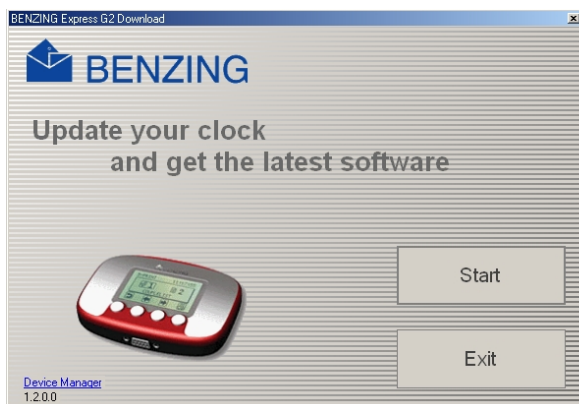 BENZING Express G2 Download
BENZING
Update your clock
and get the latest software
Start
Exit
Device Manager
1.2.0.0